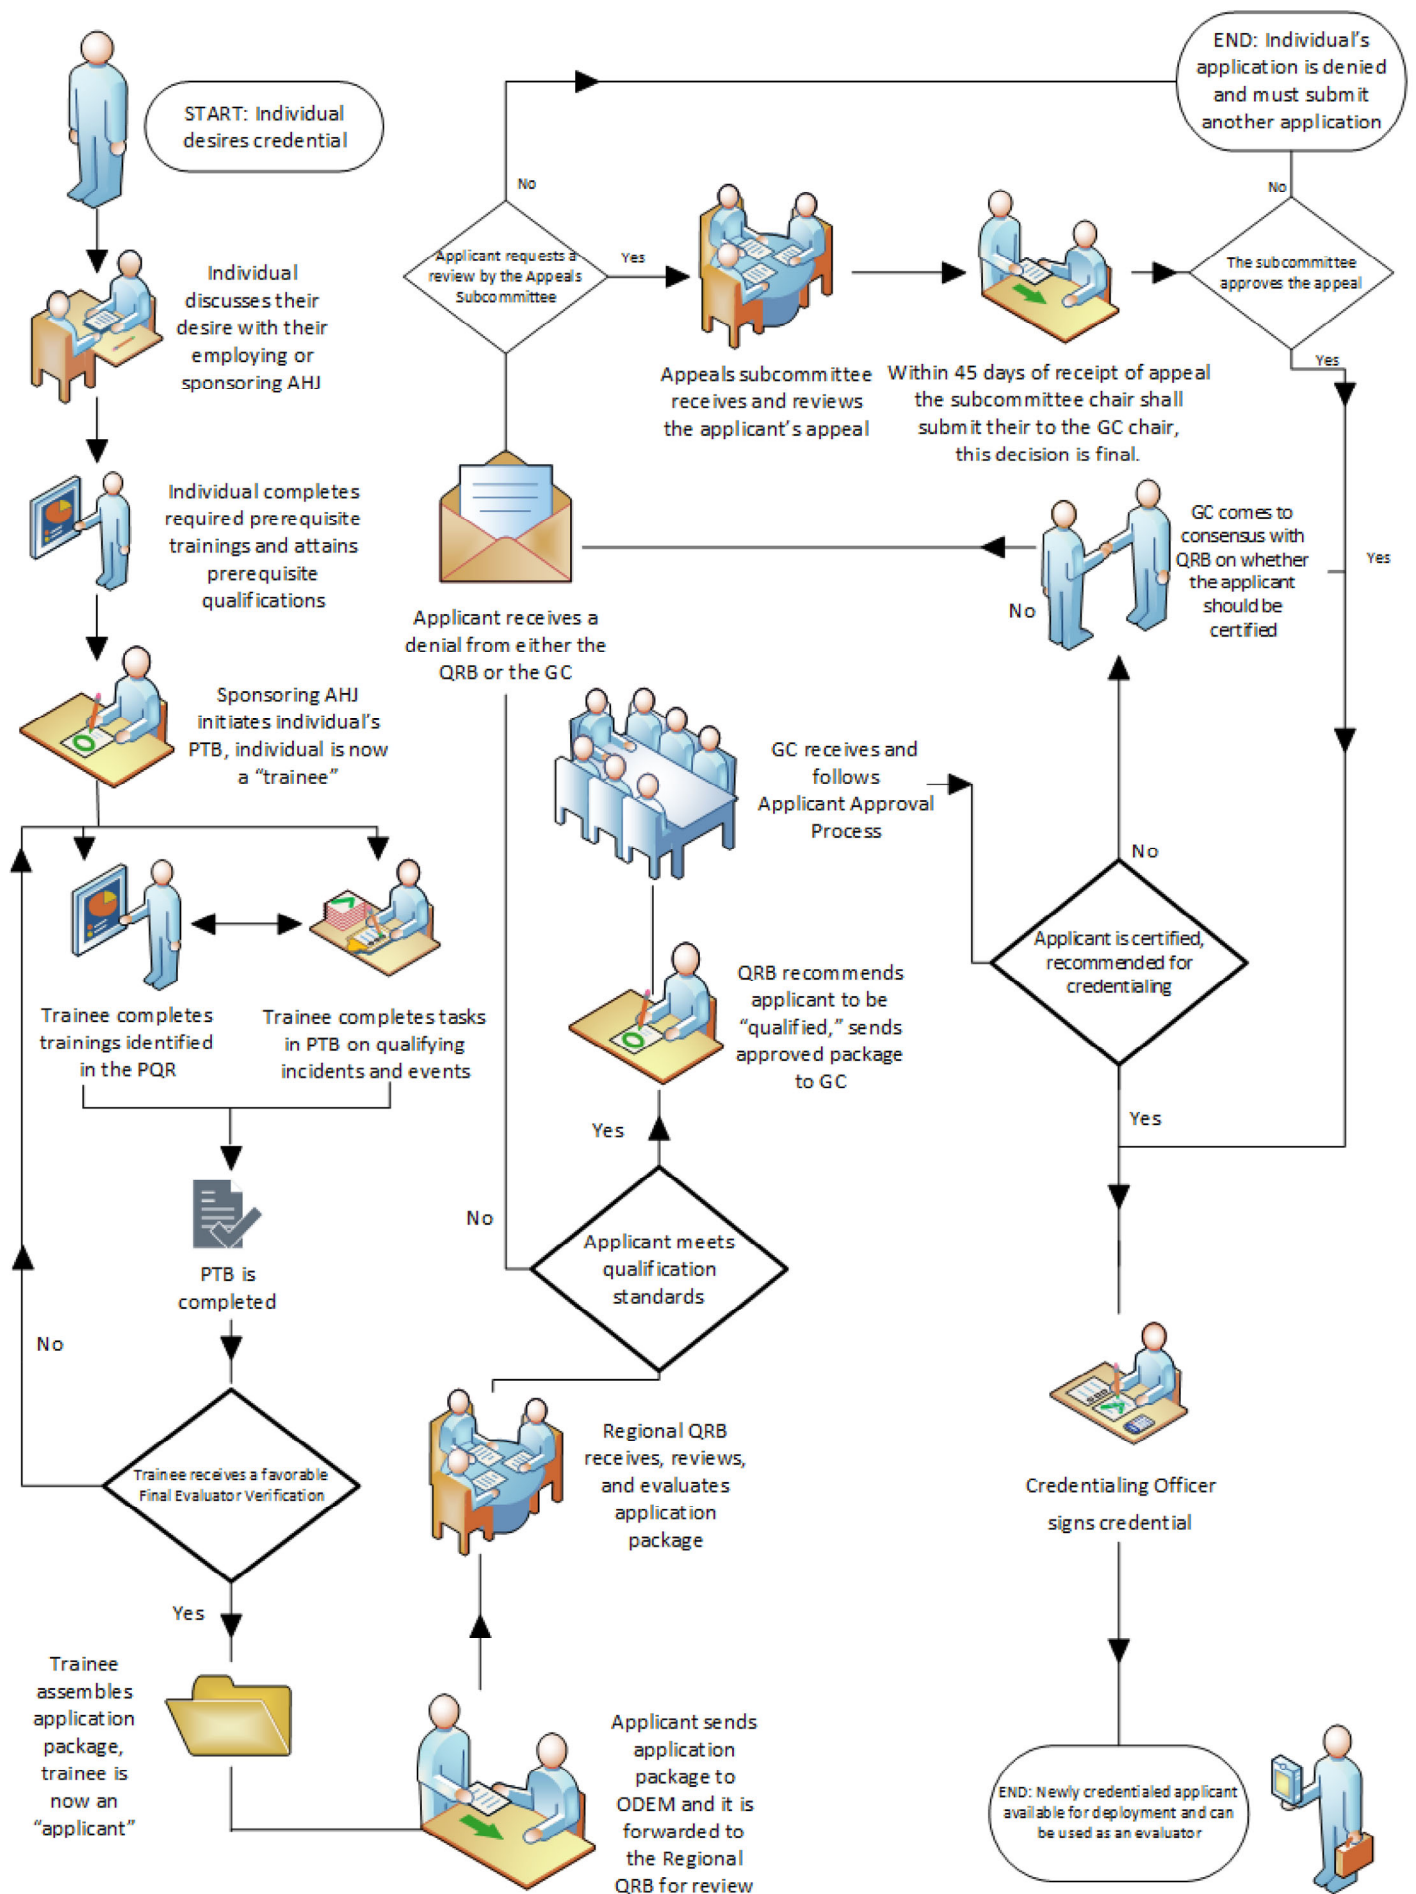 START: Individual
desires credential
Individual
discusses their
desire with their
employing or
sponsoring AHJ
Individual completes
required prerequisite
trainings and attains
prerequisite
qualifications
Sponsoring AHJ
initiates individual's
PTB, individual is now
a “trainee”
Trainee completes
trainings identified
in the PQR
Trainee completes tasks
in PTB on qualifying
incidents and events
PTB is
completed
No
Trainee receives a favorable
Final Evaluator Verification
Yes
Trainee
assembles
application
package,
trainee is
now an
“applicant”
Applicant sends
application
package to
ODEM and it is
forwarded to
the Regional
QRB for review
Regional QRB
receives, reviews,
and evaluates
application
package
Applicant meets
qualification
standards
No
Yes
QRB recommends
applicant to be
“qualified,” sends
approved package
to GC
GC receives and
follows
Applicant Approval
Process
Applicant is certified,
recommended for
credentialing
No
Yes
GC comes to
consensus with
QRB on whether
the applicant
should be
certified
No
Yes
Applicant receives a
denial from either the
QRB or the GC
Applicant requests a
review by the Appeals
Subcommittee
No
Yes
Appeals subcommittee
receives and reviews
the applicant's appeal
Within 45 days of receipt of appeal
the subcommittee chair shall
submit their to the GC chair,
this decision is final.
The subcommittee
approves the appeal
No
Yes
END: Individual's
application is denied
and must submit
another application
Credentialing Officer
signs credential
END: Newly credentialed applicant
available for deployment and can
be used as an evaluator